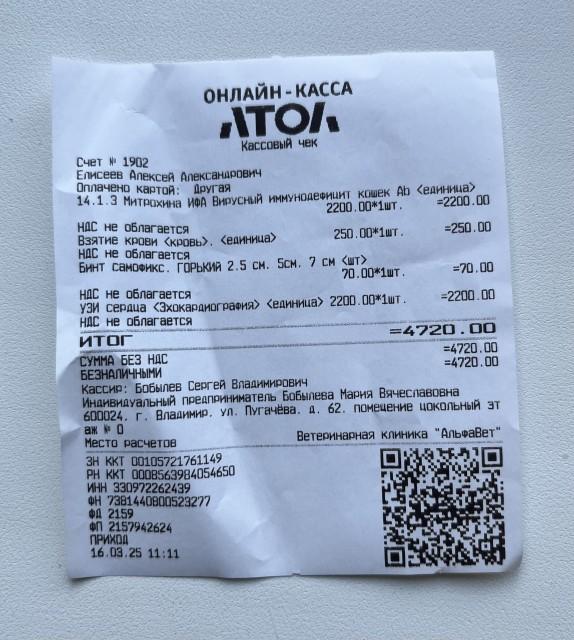 ОНЛАЙН-КАССА
АТОЛ
Кассовый чек
Счет № 1902
Елисеев Алексей Александрович
Оплачено картой: Другая
14.1.3 Митрохина ИФА Вирусный иммунодефицит кошек Ab <единица>
2200.00*1шт. =2200.00
НДС не облагается
Взятие крови <кровь>, <единица> 250.00*1шт. =250.00
НДС не облагается
Бинт самофикс. ГОРЬКИЙ 2.5 см, 5см, 7 см <шт>
70.00*1шт. =70.00
НДС не облагается
УЗИ сердца <Эхокардиография> <единица> 2200.00*1шт. =2200.00
НДС не облагается
ИТОГ =4720.00
СУММА БЕЗ НДС =4720.00
БЕЗНАЛИЧНЫМИ =4720.00
Кассир: Бобылев Сергей Владимирович
Индивидуальный предприниматель Бобылева Мария Вячеславовна
600024, г. Владимир, ул. Пугачёва, д. 62, помещение цокольный эт
аж № 0
Место расчетов Ветеринарная клиника "АльфаВет"
ЗН ККТ 00105721761149
РН ККТ 0008563984054650
ИНН 330972262439
ФН 7381440800523277
ФД 2159
ФП 2157942624
ПРИХОД
16.03.25 11:11